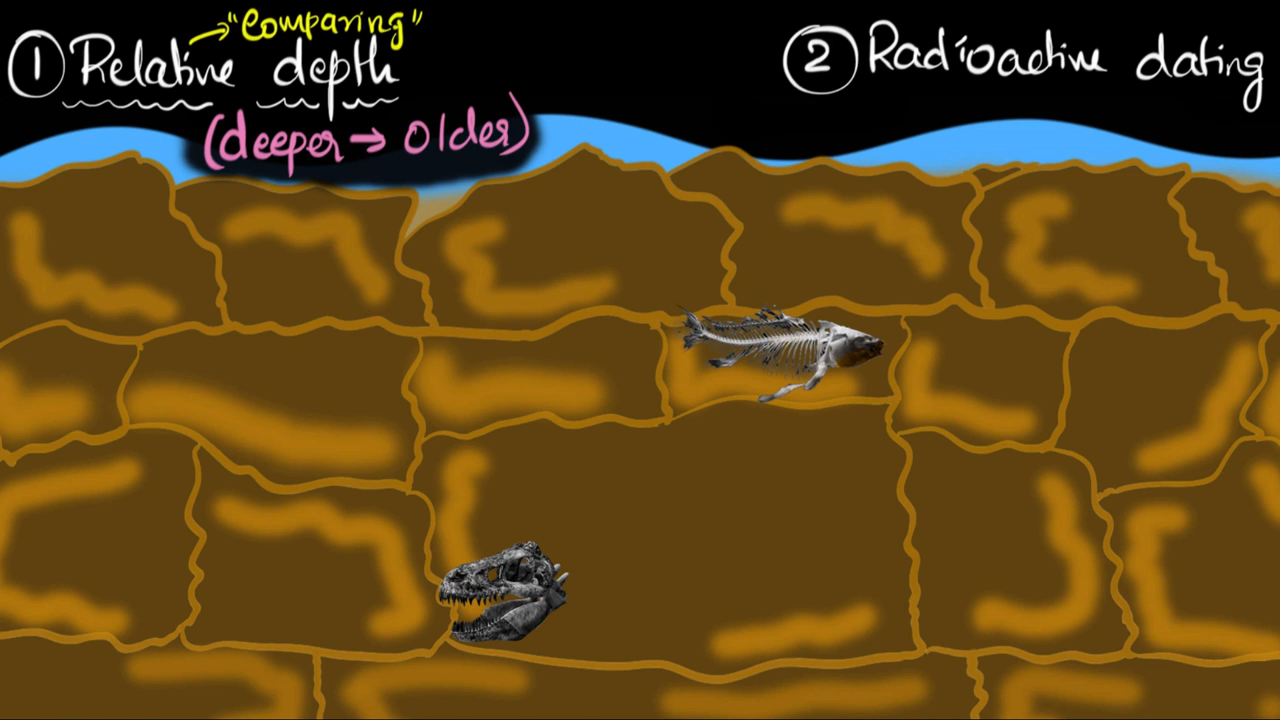 "Comparing"
① Relative depth
(deeper → Older)
② Radioactive dating